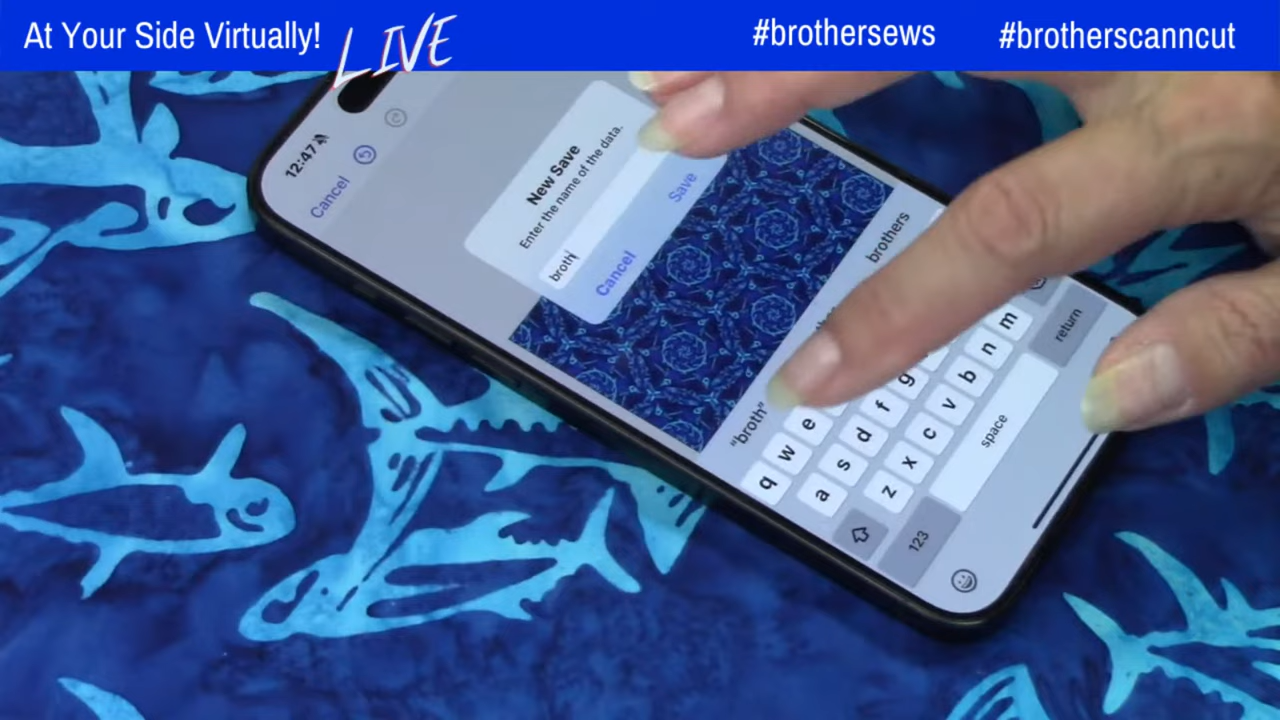 At Your Side Virtually!
LIVE
#brothersews
#brotherscanncut
12:47
Cancel
New Save
Enter the name of the data.
broth
Cancel
Save
"broth"
brothers
q w e
a s d f g
z x c v b n m
123
space
return